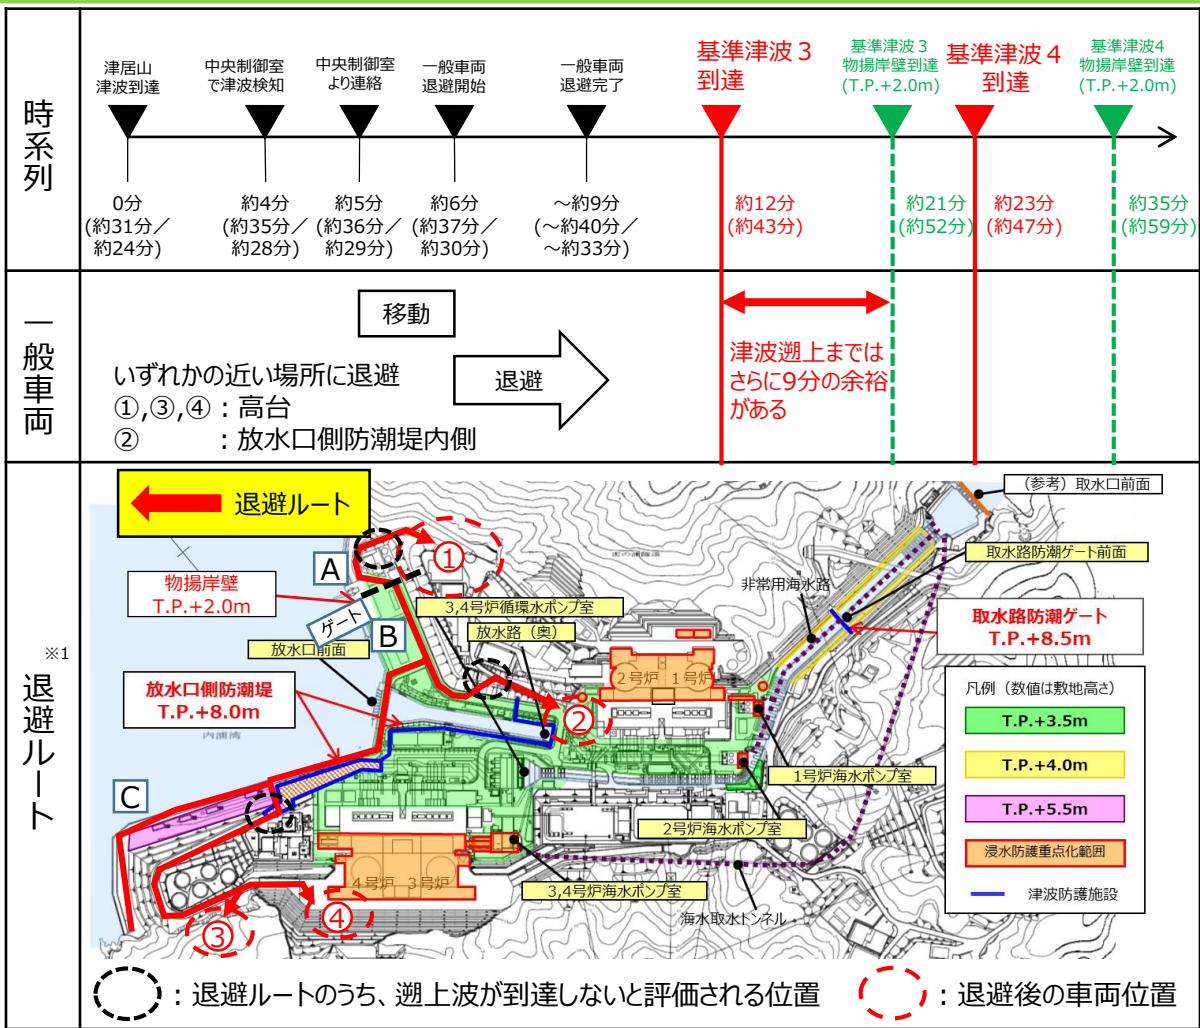 時系列
津居山
津波到達
中央制御室
で津波検知
中央制御室
より連絡
一般車両
退避開始
一般車両
退避完了
基準津波３
到達
基準津波３
物揚岸壁到達
(T.P.+2.0m)
基準津波４
到達
基準津波4
物揚岸壁到達
(T.P.+2.0m)
0分
(約31分／
約24分)
約4分
(約35分／
約28分)
約5分
(約36分／
約29分)
約6分
(約37分／
約30分)
～約9分
(～約40分／
～約33分)
約12分
(約43分)
約21分
(約52分)
約23分
(約47分)
約35分
(約59分)
一般車両
移動
いずれかの近い場所に退避
①,③,④：高台
②　　　：放水口側防潮堤内側
退避
津波遡上までは
さらに9分の余裕
がある
※1
退避ルート
退避ルート
(参考) 取水口前面
A
①
取水路防潮ゲート前面
物揚岸壁
T.P.+2.0m
非常用海水路
ゲート
3,4号炉循環水ポンプ室
取水路防潮ゲート
T.P.+8.5m
B
放水路（奥）
放水口前面
2号炉
1号炉
放水口側防潮堤
T.P.+8.0m
内浦湾
②
凡例（数値は敷地高さ）
T.P.+3.5m
T.P.+4.0m
T.P.+5.5m
浸水防護重点化範囲
津波防護施設
C
1号炉海水ポンプ室
2号炉海水ポンプ室
4号炉
3号炉
3,4号炉海水ポンプ室
海水取水トンネル
③
④
：退避ルートのうち、遡上波が到達しないと評価される位置
：退避後の車両位置